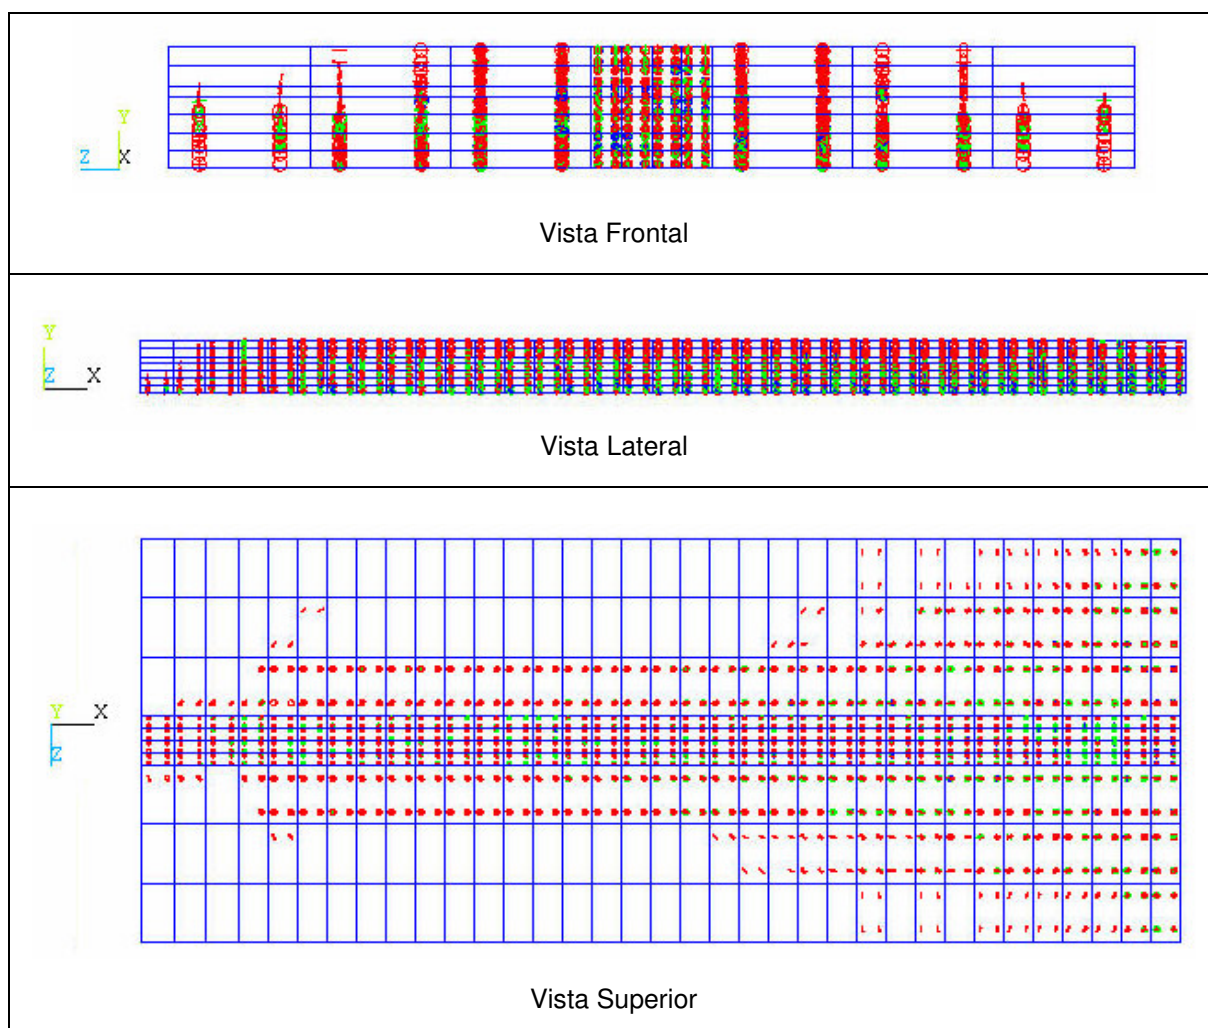 Y
Z X
Vista Frontal
Y
Z X
Vista Lateral
Y X
Z
Vista Superior